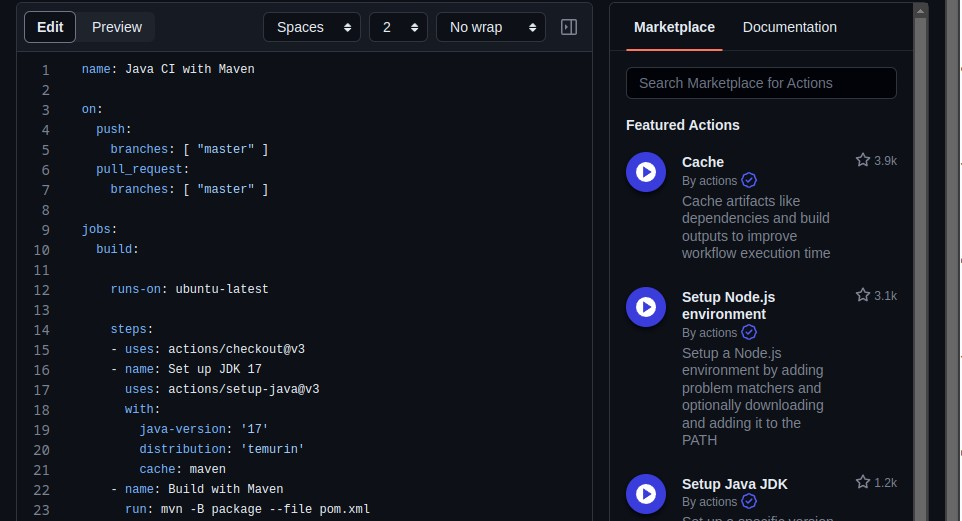 Edit Preview Spaces 2 No wrap
1 name: Java CI with Maven
2
3 on:
4   push:
5     branches: [ "master" ]
6   pull_request:
7     branches: [ "master" ]
8
9 jobs:
10   build:
11
12     runs-on: ubuntu-latest
13
14     steps:
15     - uses: actions/checkout@v3
16     - name: Set up JDK 17
17       uses: actions/setup-java@v3
18       with:
19         java-version: '17'
20         distribution: 'temurin'
21         cache: maven
22     - name: Build with Maven
23       run: mvn -B package --file pom.xml
Marketplace Documentation
Search Marketplace for Actions
Featured Actions
Cache 3.9k
By actions
Cache artifacts like
dependencies and build
outputs to improve
workflow execution time
Setup Node.js 3.1k
environment
By actions
Setup a Node.js
environment by adding
problem matchers and
optionally downloading
and adding it to the
PATH
Setup Java JDK 1.2k
By actions
Set up a specific version